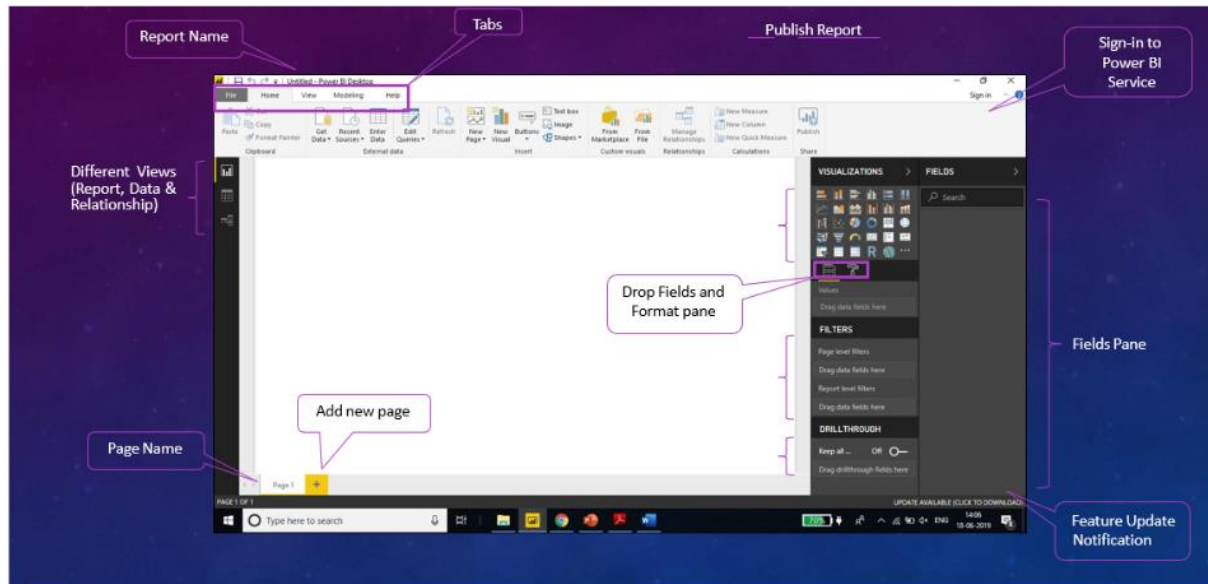 Report Name
Tabs
Publish Report
Sign-in to
Power BI
Service
Untitled - Power BI Desktop
File Home View Modeling Help
Sign in
Paste
Cut
Copy
Format Painter
Clipboard
Get Data
Recent Sources
Enter Data
Edit Queries
External data
Refresh
New Page
New Visual
Buttons
Text box
Image
Shapes
Insert
From Marketplace
From File
Custom visuals
Manage Relationships
Relationships
New Measure
New Column
New Quick Measure
Calculations
Publish
Share
Different Views
(Report, Data &
Relationship)
VISUALIZATIONS
FIELDS
Search
R
Drop Fields and
Format pane
Values
Drag data fields here
FILTERS
Page level filters
Drag data fields here
Report level filters
Drag data fields here
DRILLTHROUGH
Keep all ... Off
Drag drillthrough fields here
Fields Pane
Add new page
Page Name
Page 1 +
PAGE 1 OF 1
UPDATE AVAILABLE (CLICK TO DOWNLOAD)
Type here to search
ENG
14:06
18-06-2019
Feature Update
Notification